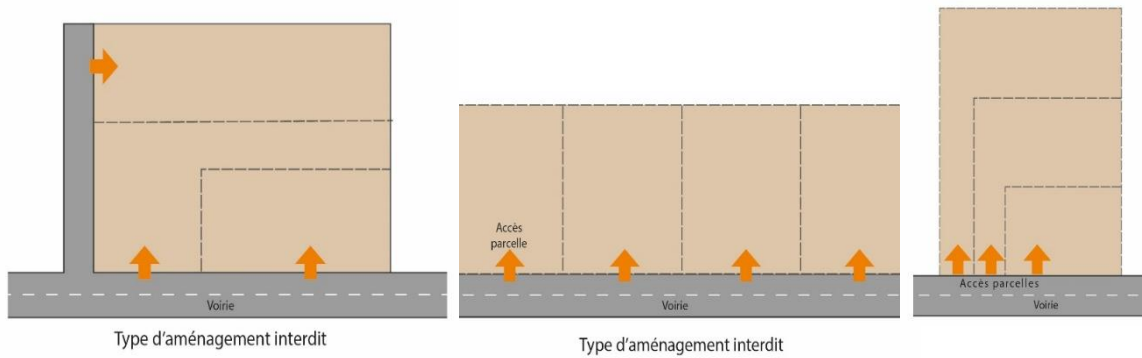 Voirie
Type d'aménagement interdit
Accès
parcelle
Voirie
Type d'aménagement interdit
Accès parcelles
Voirie